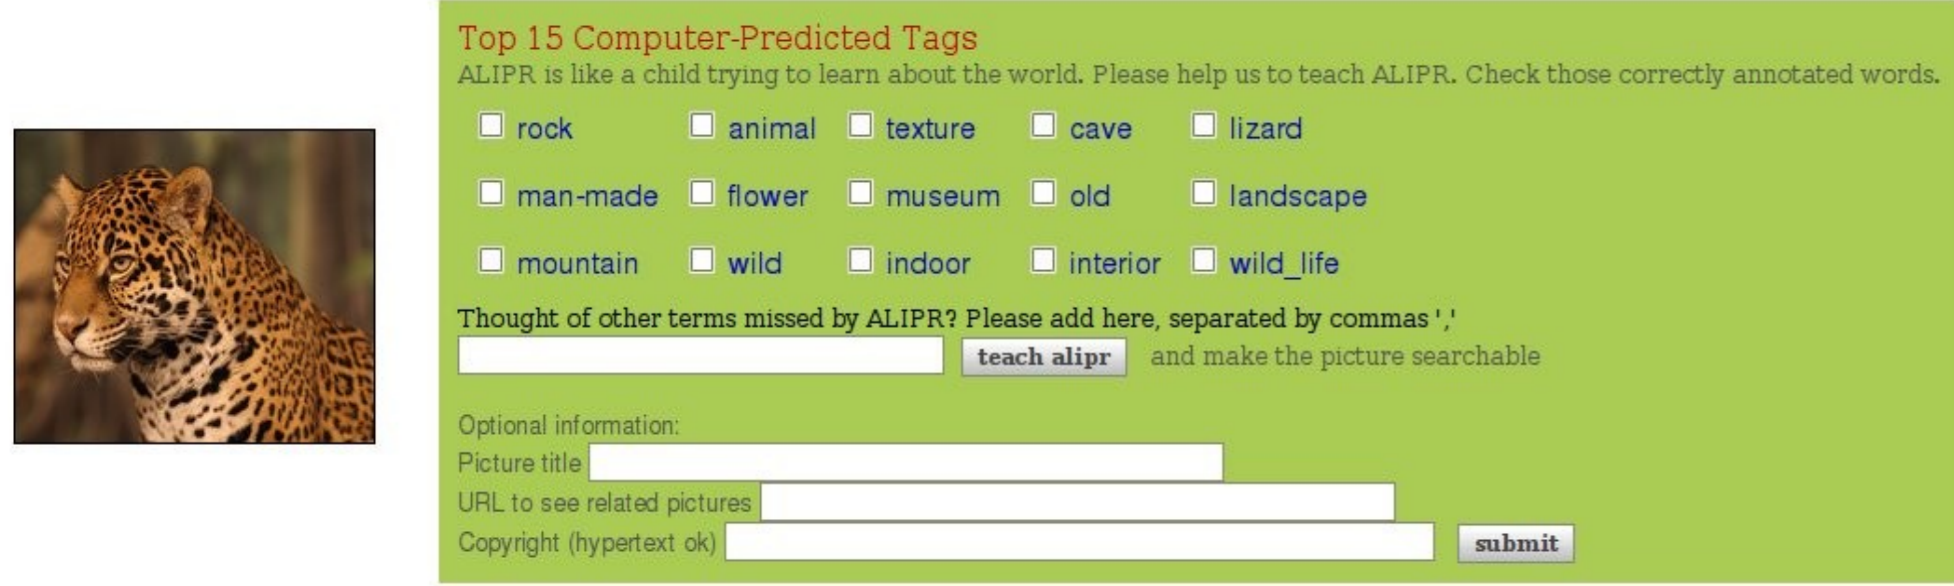 Top 15 Computer-Predicted Tags
ALIPR is like a child trying to learn about the world. Please help us to teach ALIPR. Check those correctly annotated words.
rock animal texture cave lizard
man-made flower museum old landscape
mountain wild indoor interior wild_life
Thought of other terms missed by ALIPR? Please add here, separated by commas ','
teach alipr and make the picture searchable
Optional information:
Picture title
URL to see related pictures
Copyright (hypertext ok) submit